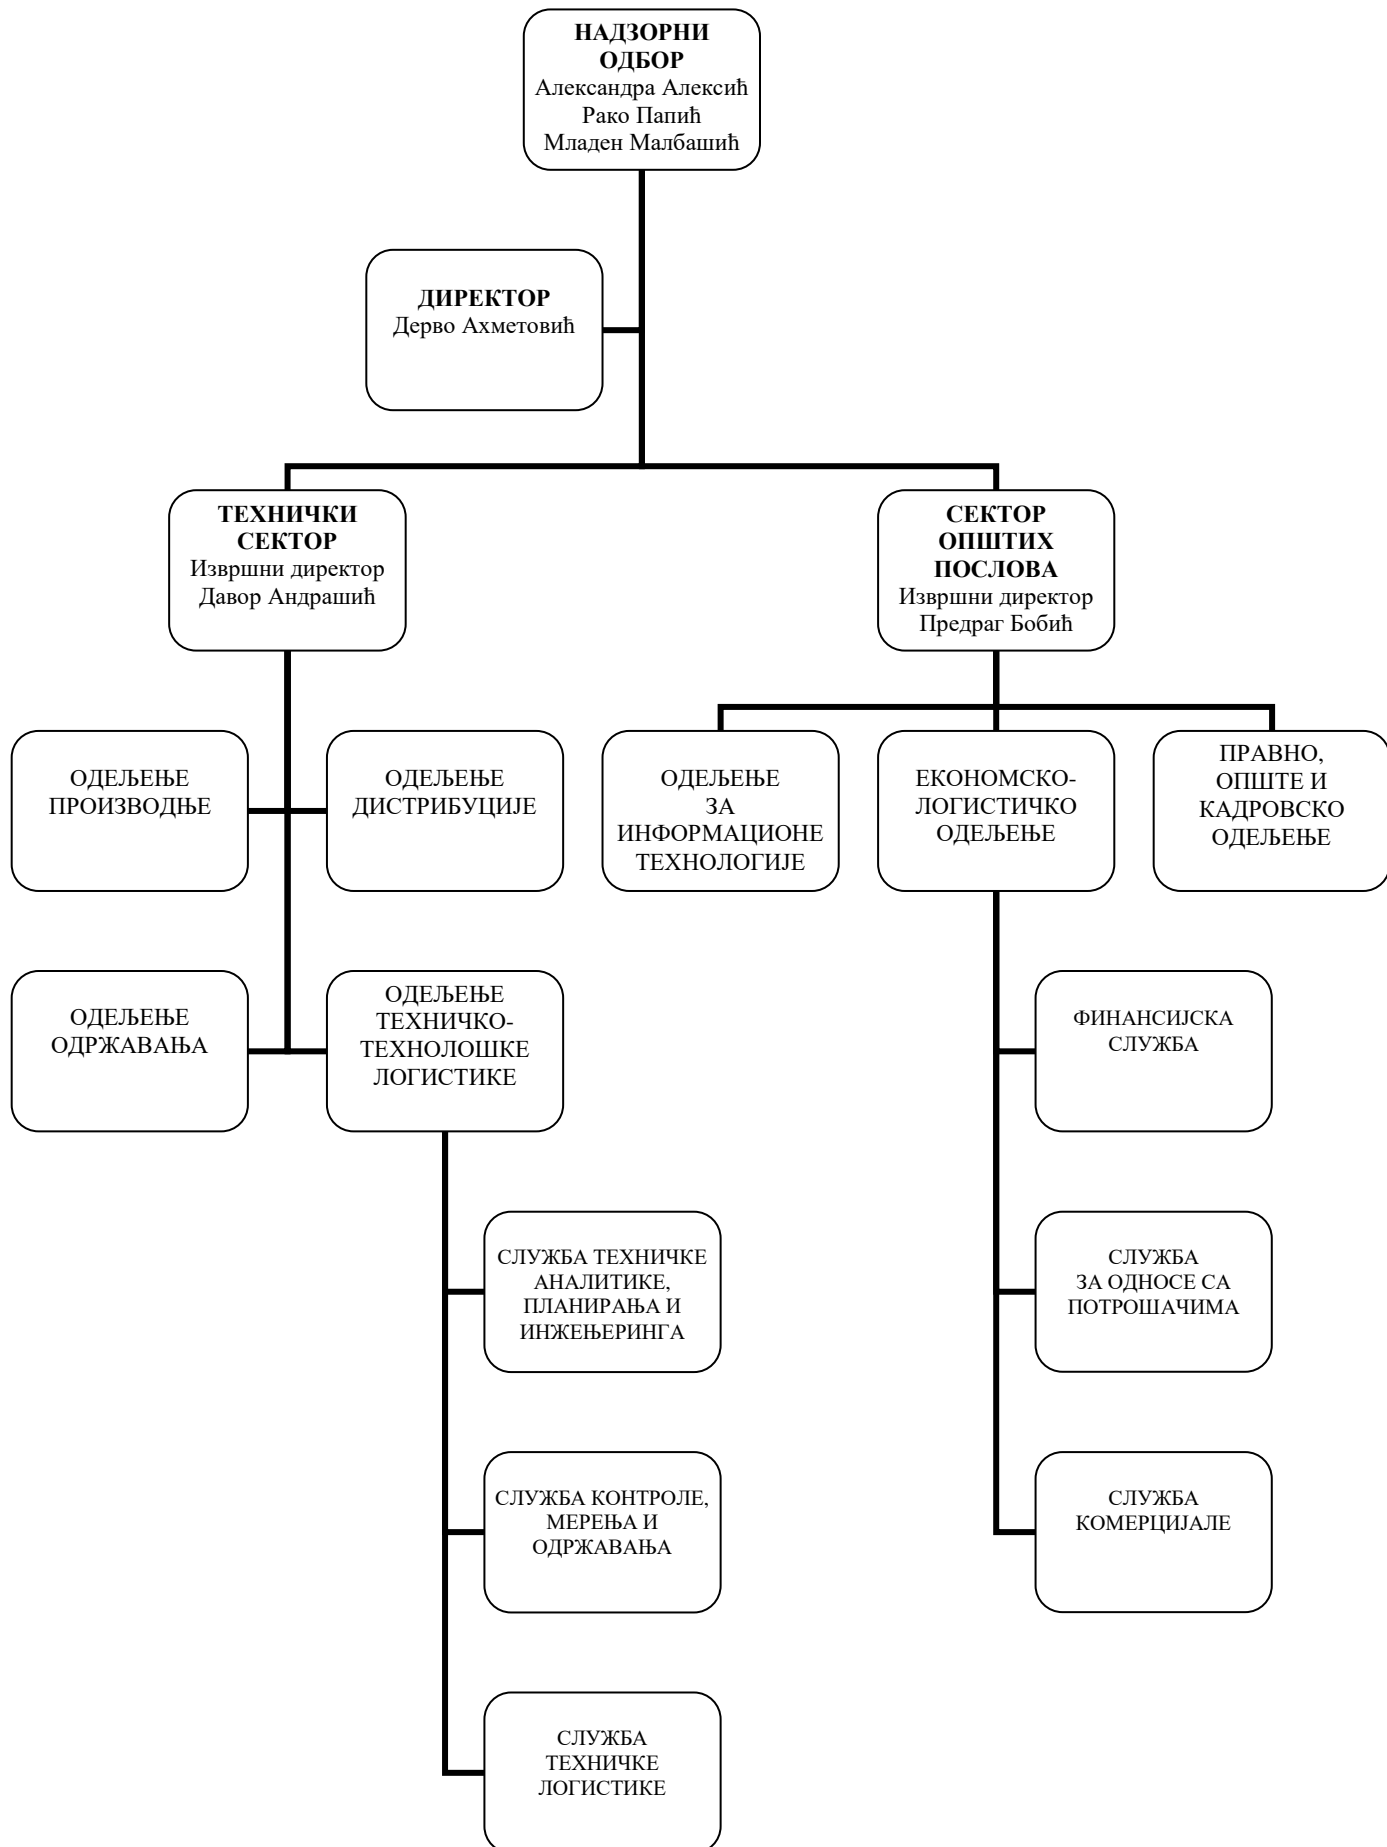 НАДЗОРНИ
ОДБОР
Александра Алексић
Рако Папић
Младен Малбашић
ДИРЕКТОР
Дерво Ахметовић
ТЕХНИЧКИ
СЕКТОР
Извршни директор
Давор Андрашић
СЕКТОР
ОПШТИХ
ПОСЛОВА
Извршни директор
Предраг Бобић
ОДЕЉЕЊЕ
ПРОИЗВОДЊЕ
ОДЕЉЕЊЕ
ДИСТРИБУЦИЈЕ
ОДЕЉЕЊЕ
ЗА
ИНФОРМАЦИОНЕ
ТЕХНОЛОГИЈЕ
ЕКОНОМСКО-
ЛОГИСТИЧКО
ОДЕЉЕЊЕ
ПРАВНО,
ОПШТЕ И
КАДРОВСКО
ОДЕЉЕЊЕ
ОДЕЉЕЊЕ
ОДРЖАВАЊА
ОДЕЉЕЊЕ
ТЕХНИЧКО-
ТЕХНОЛОШКЕ
ЛОГИСТИКЕ
ФИНАНСИЈСКА
СЛУЖБА
СЛУЖБА ТЕХНИЧКЕ
АНАЛИТИКЕ,
ПЛАНИРАЊА И
ИНЖЕЊЕРИНГА
СЛУЖБА
ЗА ОДНОСЕ СА
ПОТРОШАЧИМА
СЛУЖБА КОНТРОЛЕ,
МЕРЕЊА И
ОДРЖАВАЊА
СЛУЖБА
КОМЕРЦИЈАЛЕ
СЛУЖБА
ТЕХНИЧКЕ
ЛОГИСТИКЕ